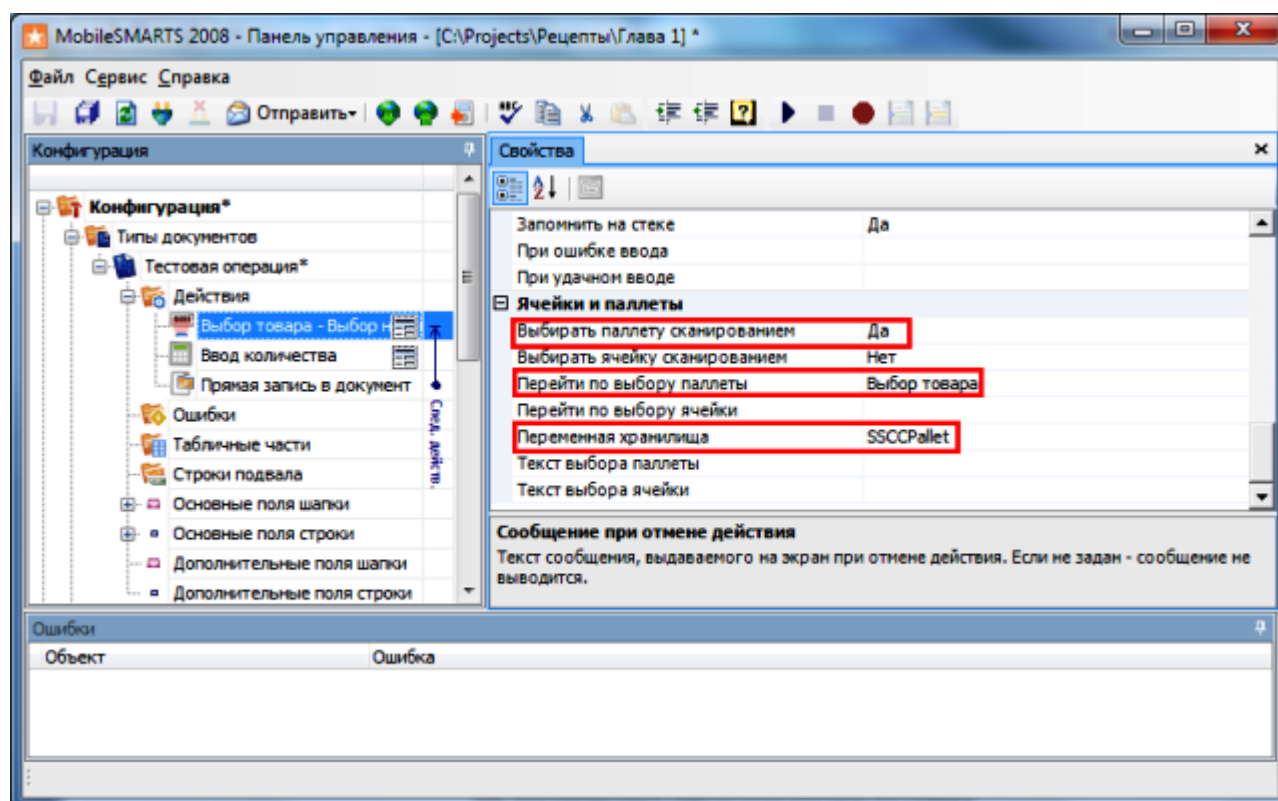 MobileSMARTS 2008 - Панель управления - [C:\Projects\Рецепты\Глава 1] *
Файл Сервис Справка
Отправить
Конфигурация
Конфигурация*
Типы документов
Тестовая операция*
Действия
Выбор товара - Выбор н
Ввод количества
Прямая запись в документ
Ошибки
Табличные части
Строки подвала
Основные поля шапки
Основные поля строки
Дополнительные поля шапки
Дополнительные поля строки
След. действ.
Свойства
Запомнить на стеке Да
При ошибке ввода
При удачном вводе
Ячейки и паллеты
Выбирать паллету сканированием Да
Выбирать ячейку сканированием Нет
Перейти по выбору паллеты Выбор товара
Перейти по выбору ячейки
Переменная хранилища SSCCPallet
Текст выбора паллеты
Текст выбора ячейки
Сообщение при отмене действия
Текст сообщения, выдаваемого на экран при отмене действия. Если не задан - сообщение не
выводится.
Ошибки
Объект Ошибка